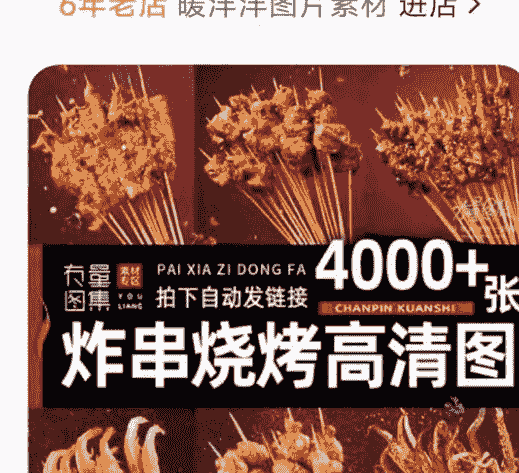 6年老店 暖洋洋图片素材 进店 >
有量
图集
素材
专区
YOU
LIANG
PAI XIA ZI DONG FA
拍下自动发链接
4000+张
CHANPIN KUANSHI
炸串烧烤高清图